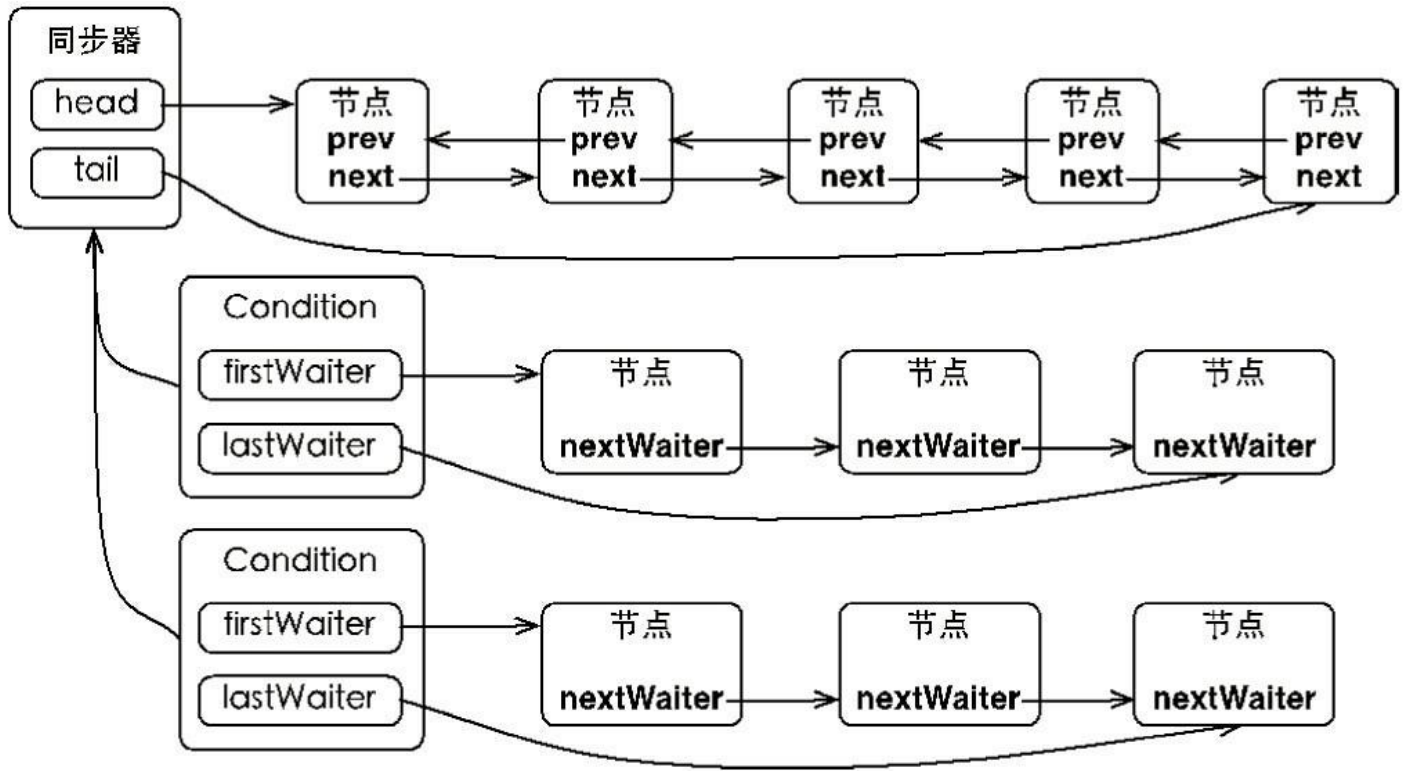 同步器
head
tail
节点 节点 节点 节点 节点
prev prev prev prev prev
next next next next next
Condition
firstWaiter
lastWaiter
节点 节点 节点
nextWaiter nextWaiter nextWaiter
Condition
firstWaiter
lastWaiter
节点 节点 节点
nextWaiter nextWaiter nextWaiter